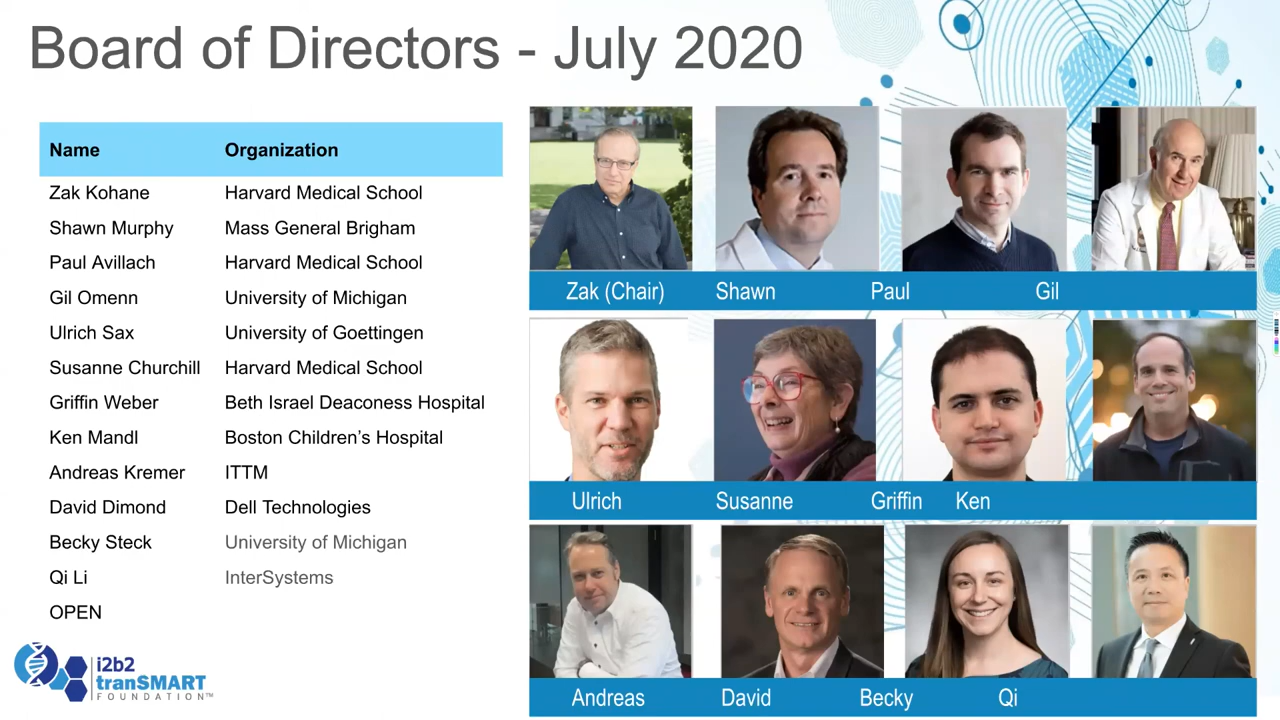 Board of Directors - July 2020
Name Organization
Zak Kohane Harvard Medical School
Shawn Murphy Mass General Brigham
Paul Avillach Harvard Medical School
Gil Omenn University of Michigan
Ulrich Sax University of Goettingen
Susanne Churchill Harvard Medical School
Griffin Weber Beth Israel Deaconess Hospital
Ken Mandl Boston Children’s Hospital
Andreas Kremer ITTM
David Dimond Dell Technologies
Becky Steck University of Michigan
Qi Li InterSystems
OPEN
Zak (Chair) Shawn Paul Gil
Ulrich Susanne Griffin Ken
Andreas David Becky Qi
i2b2
tranSMART
FOUNDATION™